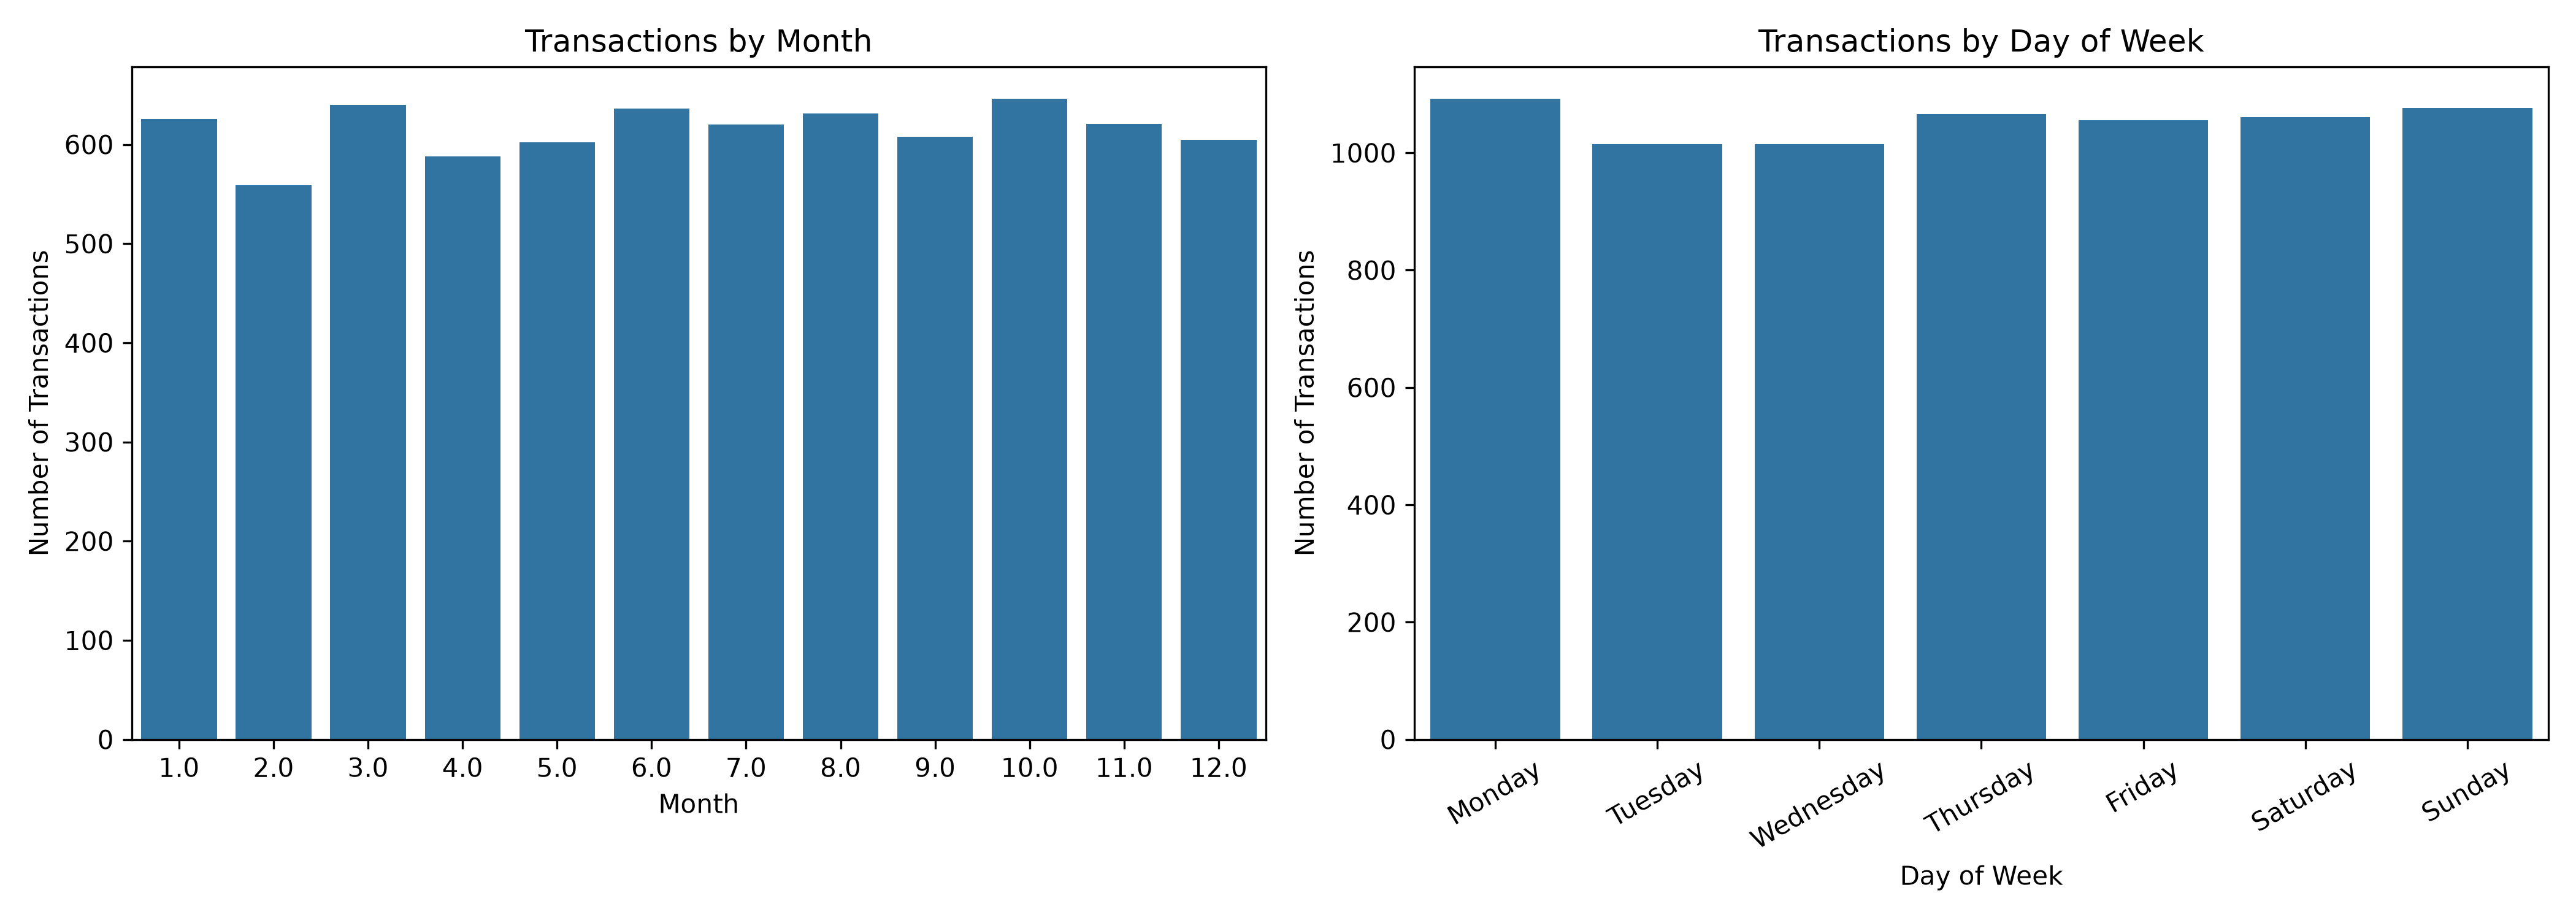 Transactions by Month
Number of Transactions
600
500
400
300
200
100
0
1.0 2.0 3.0 4.0 5.0 6.0 7.0 8.0 9.0 10.0 11.0 12.0
Month
Transactions by Day of Week
Number of Transactions
1000
800
600
400
200
0
Monday Tuesday Wednesday Thursday Friday Saturday Sunday
Day of Week